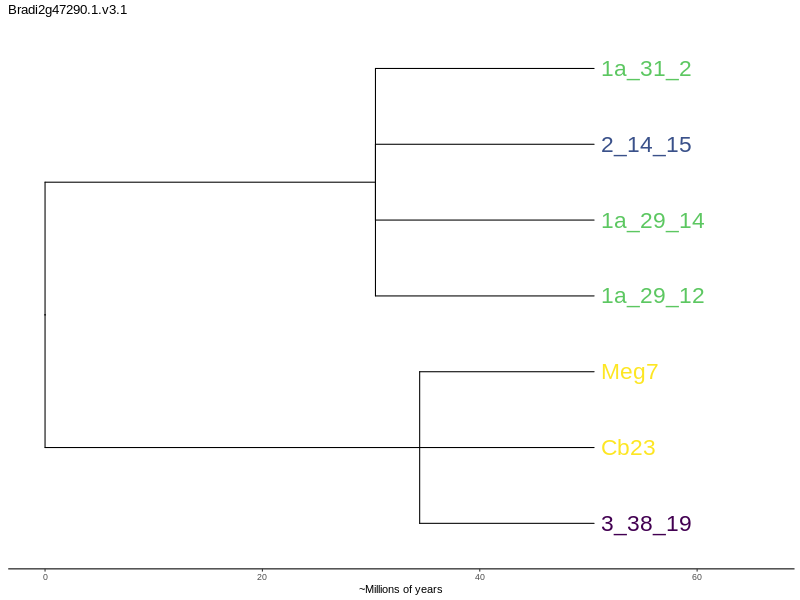 Bradi2g47290.1.v3.1
1a_31_2
2_14_15
1a_29_14
1a_29_12
Meg7
Cb23
3_38_19
0 20 40 60
~Millions of years